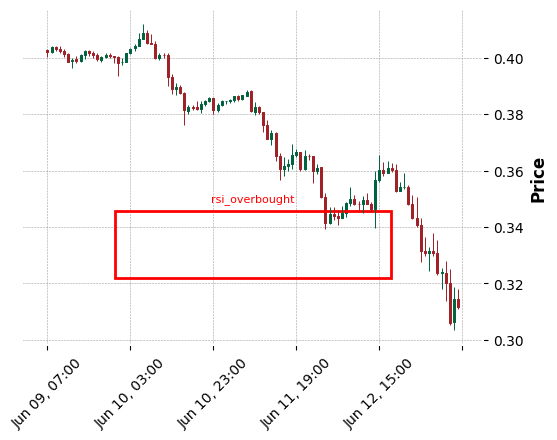 0.40
0.38
0.36
0.34
0.32
0.30
Price
rsi_overbought
Jun 09, 07:00
Jun 10, 03:00
Jun 10, 23:00
Jun 11, 19:00
Jun 12, 15:00